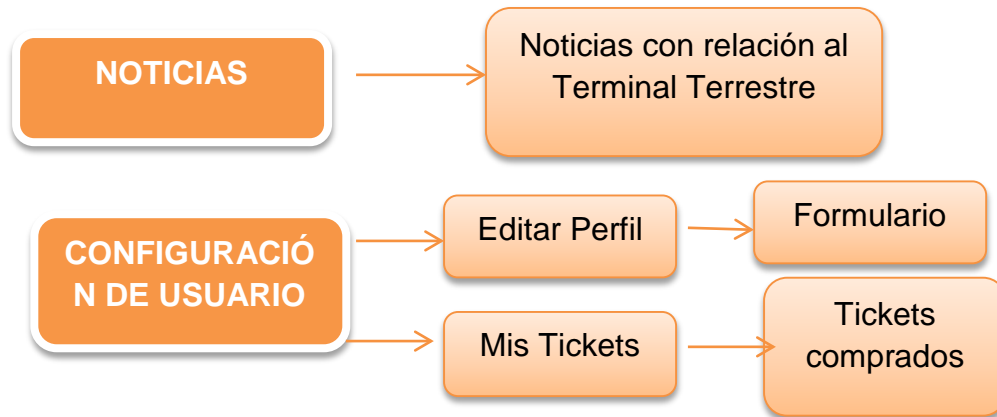 NOTICIAS
Noticias con relación al
Terminal Terrestre
CONFIGURACIÓ
N DE USUARIO
Editar Perfil
Formulario
Mis Tickets
Tickets
comprados